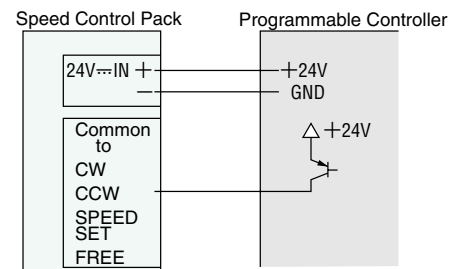 Speed Control Pack
Programmable Controller
24V⎓IN +
−
+24V
GND
Common
to
CW
CCW
SPEED
SET
FREE
+24V